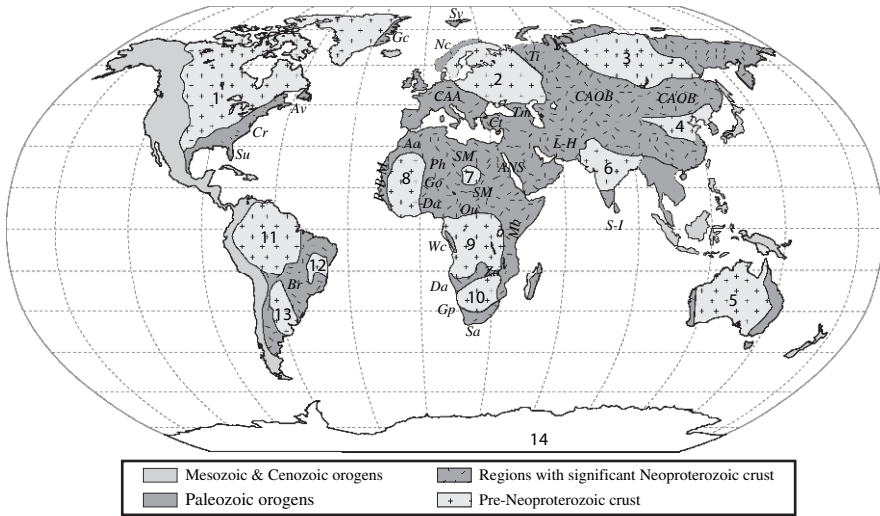 Sv
Gc
Nc
Ti
3
1
2
CAA
CAOB
CAOB
Av
Tm
Ct
4
Cr
Aa
L-H
Su
Ph
SM
ANS
R-B-M
8
7
6
Go
SM
Da
Ou
S-I
11
Wc
9
Mb
12
Za
Br
Da
10
5
13
Gp
Sa
14
Mesozoic & Cenozoic orogens
Regions with significant Neoproterozoic crust
Paleozoic orogens
Pre-Neoproterozoic crust